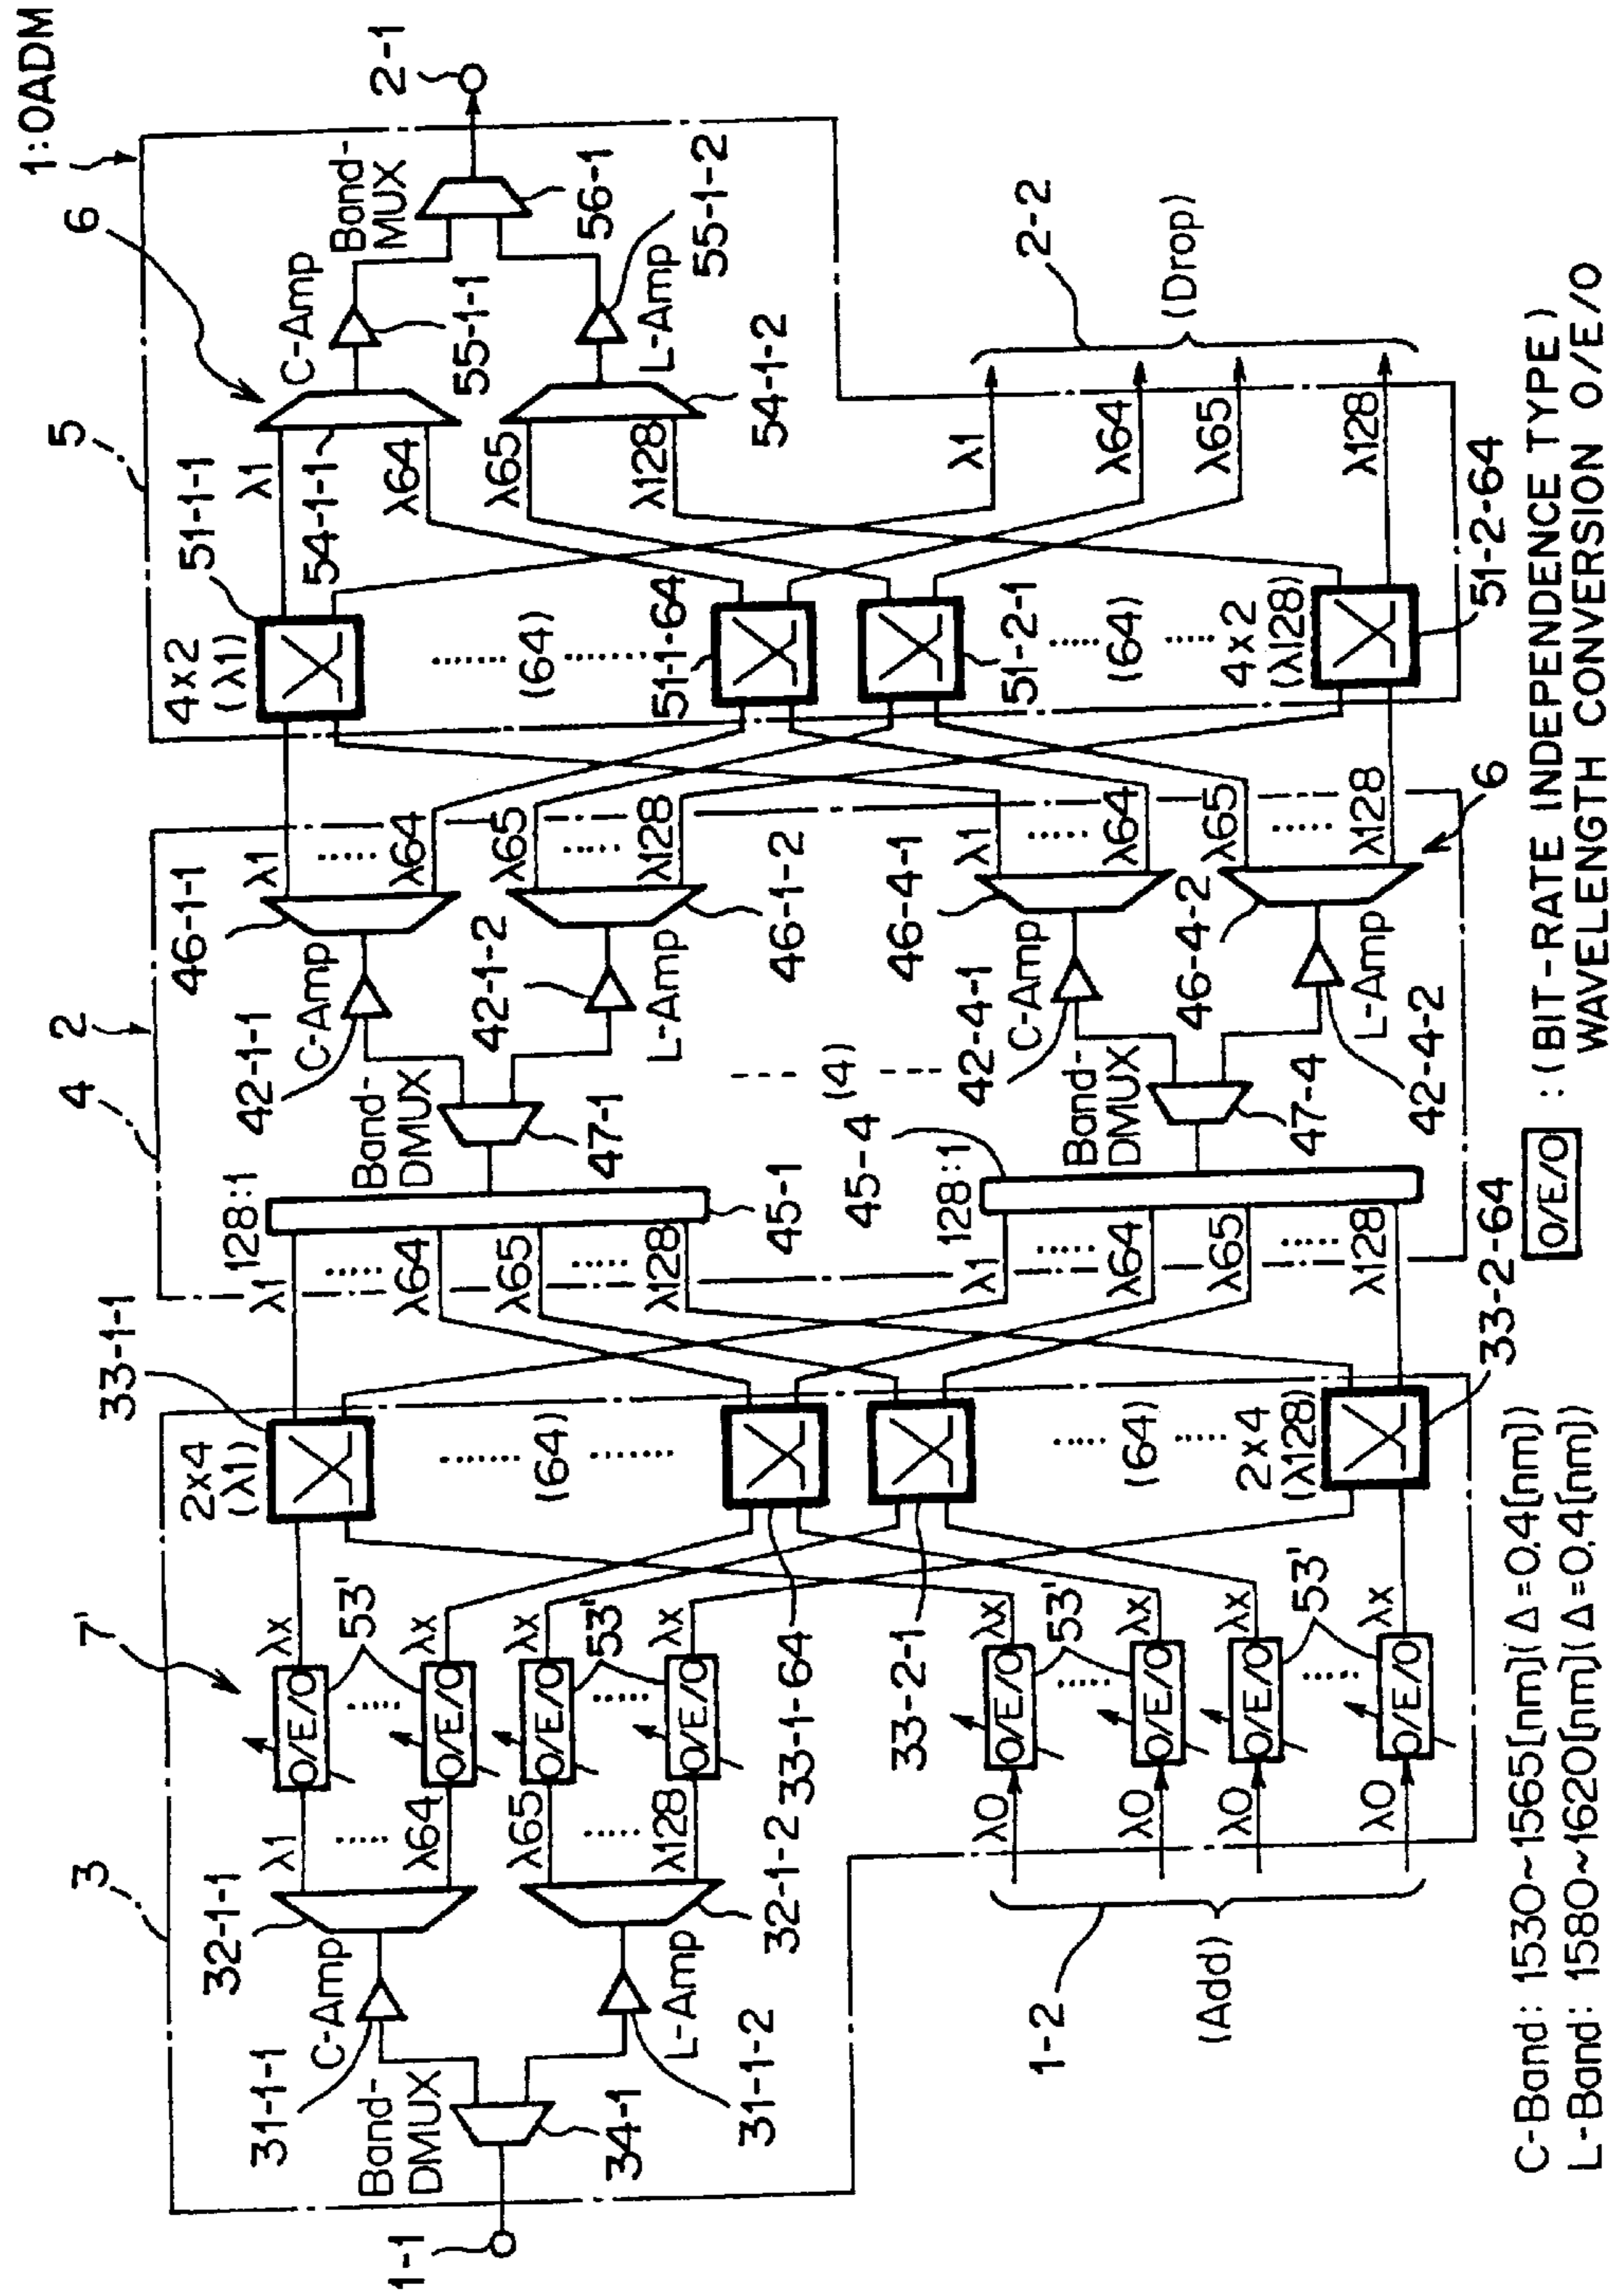 1:OADM
3
7'
4
2
5
6
1-1
34-1
Band-
DMUX
31-1-1
C-Amp
32-1-1
λ1
.....
λ64
O/E/O
.....
O/E/O
53'
λx
λx
31-1-2
L-Amp
32-1-2
λ65
.....
λ128
O/E/O
.....
O/E/O
53'
λx
λx
1-2
(Add)
λ0
λ0
λ0
λ0
O/E/O
.....
O/E/O
53'
λx
λx
O/E/O
.....
O/E/O
53'
λx
λx
2x4
(λ1)
33-1-1
......(64).......
33-1-64
33-2-1
.....(64).....
2x4
(λ128)
33-2-64
λ1
.....
λ64
λ65
.....
λ128
128:1
45-1
λ1
.....
λ64
λ65
.....
λ128
128:1
45-4
Band-
DMUX
47-1
42-1-1
C-Amp
46-1-1
42-1-2
L-Amp
46-1-2
(4)
Band-
DMUX
47-4
42-4-1
C-Amp
46-4-1
42-4-2
L-Amp
46-4-2
λ1
.....
λ64
λ65
.....
λ128
λ1
.....
λ64
λ65
.....
λ128
6
4x2
(λ1)
51-1-1
......(64).......
51-1-64
51-2-1
.....(64).....
4x2
(λ128)
51-2-64
λ1
54-1-1
λ64
λ65
λ128
54-1-2
C-Amp
55-1-1
L-Amp
55-1-2
Band-
MUX
56-1
2-1
λ1
λ64
λ65
λ128
2-2
(Drop)
C-Band: 1530~1565[nm](Δ=0.4[nm])
L-Band: 1580~1620[nm](Δ=0.4[nm])
O/E/O : (BIT-RATE INDEPENDENCE TYPE)
WAVELENGTH CONVERSION O/E/O